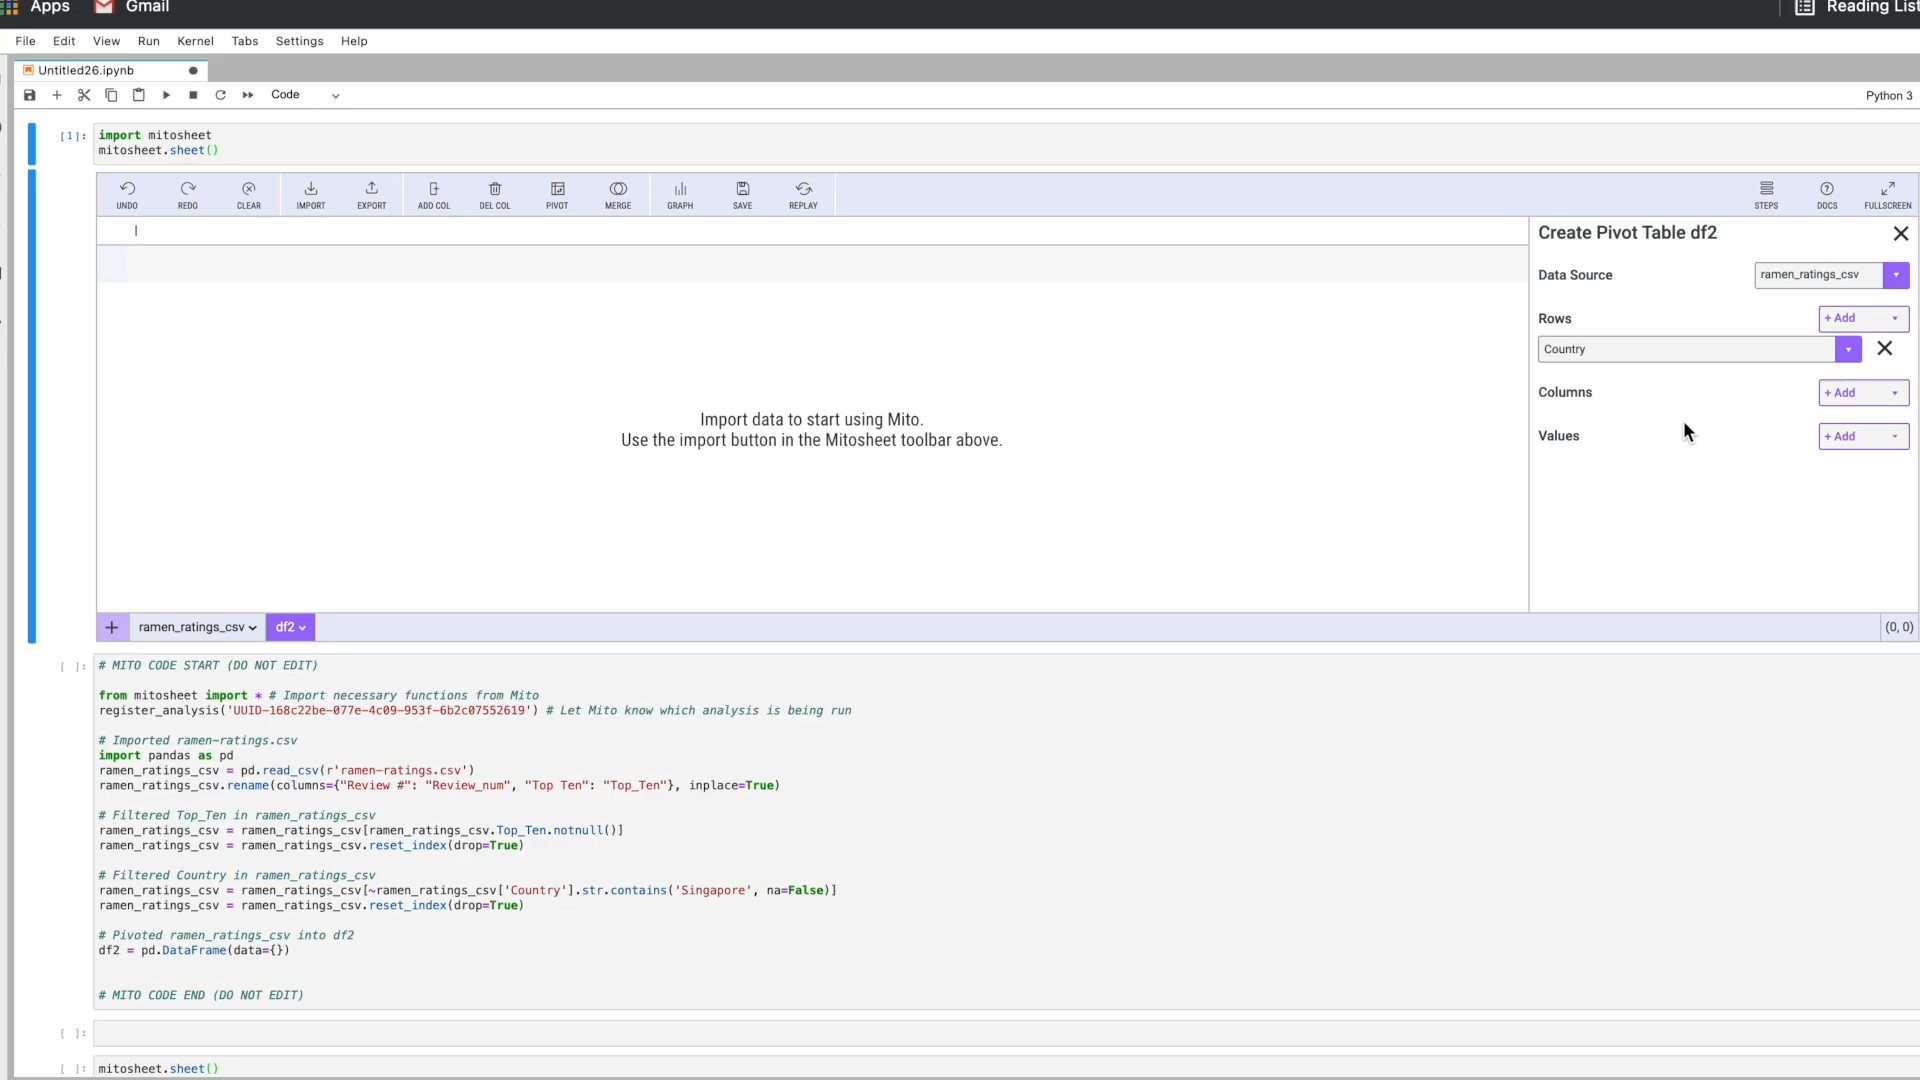 Apps Gmail Reading List
File Edit View Run Kernel Tabs Settings Help
Untitled26.ipynb
Code Python 3
[1]: import mitosheet
mitosheet.sheet()
UNDO REDO CLEAR IMPORT EXPORT ADD COL DEL COL PIVOT MERGE GRAPH SAVE REPLAY STEPS DOCS FULLSCREEN
Create Pivot Table df2
Data Source ramen_ratings_csv
Rows + Add
Country
Columns + Add
Values + Add
Import data to start using Mito.
Use the import button in the Mitosheet toolbar above.
+ ramen_ratings_csv df2 (0, 0)
[ ]: # MITO CODE START (DO NOT EDIT)
from mitosheet import * # Import necessary functions from Mito
register_analysis('UUID-168c22be-077e-4c09-953f-6b2c07552619') # Let Mito know which analysis is being run
# Imported ramen-ratings.csv
import pandas as pd
ramen_ratings_csv = pd.read_csv(r'ramen-ratings.csv')
ramen_ratings_csv.rename(columns={"Review #": "Review_num", "Top Ten": "Top_Ten"}, inplace=True)
# Filtered Top_Ten in ramen_ratings_csv
ramen_ratings_csv = ramen_ratings_csv[ramen_ratings_csv.Top_Ten.notnull()]
ramen_ratings_csv = ramen_ratings_csv.reset_index(drop=True)
# Filtered Country in ramen_ratings_csv
ramen_ratings_csv = ramen_ratings_csv[~ramen_ratings_csv['Country'].str.contains('Singapore', na=False)]
ramen_ratings_csv = ramen_ratings_csv.reset_index(drop=True)
# Pivoted ramen_ratings_csv into df2
df2 = pd.DataFrame(data={})
# MITO CODE END (DO NOT EDIT)
[ ]:
[ ]: mitosheet.sheet()